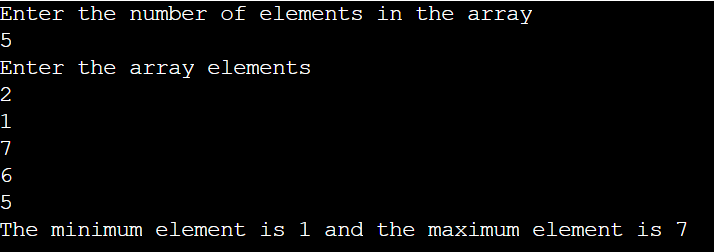 Enter the number of elements in the array
5
Enter the array elements
2
1
7
6
5
The minimum element is 1 and the maximum element is 7